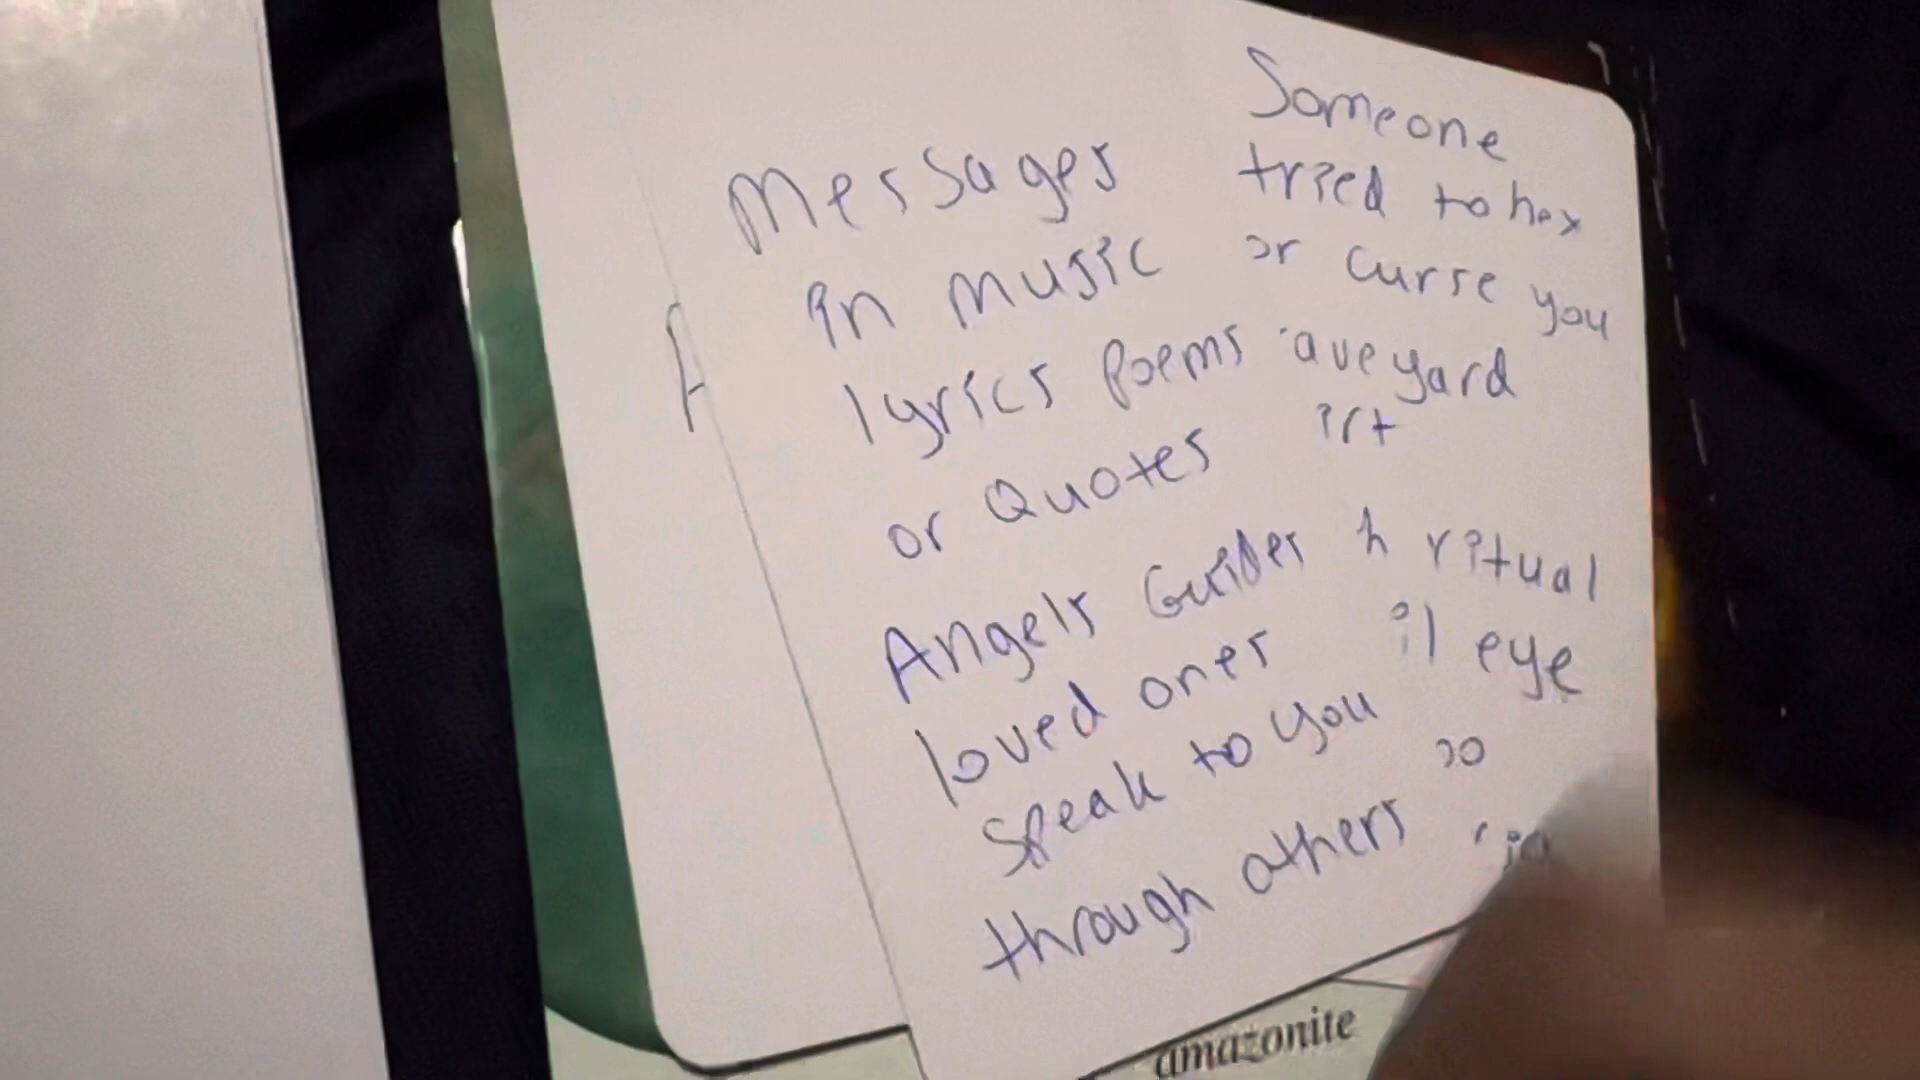 Messages
in music
lyrics Poems
or Quotes
Angels Guides
loved ones
Speak to you
through others
Someone
tried to hex
or curse you
ritual
eye
amazonite